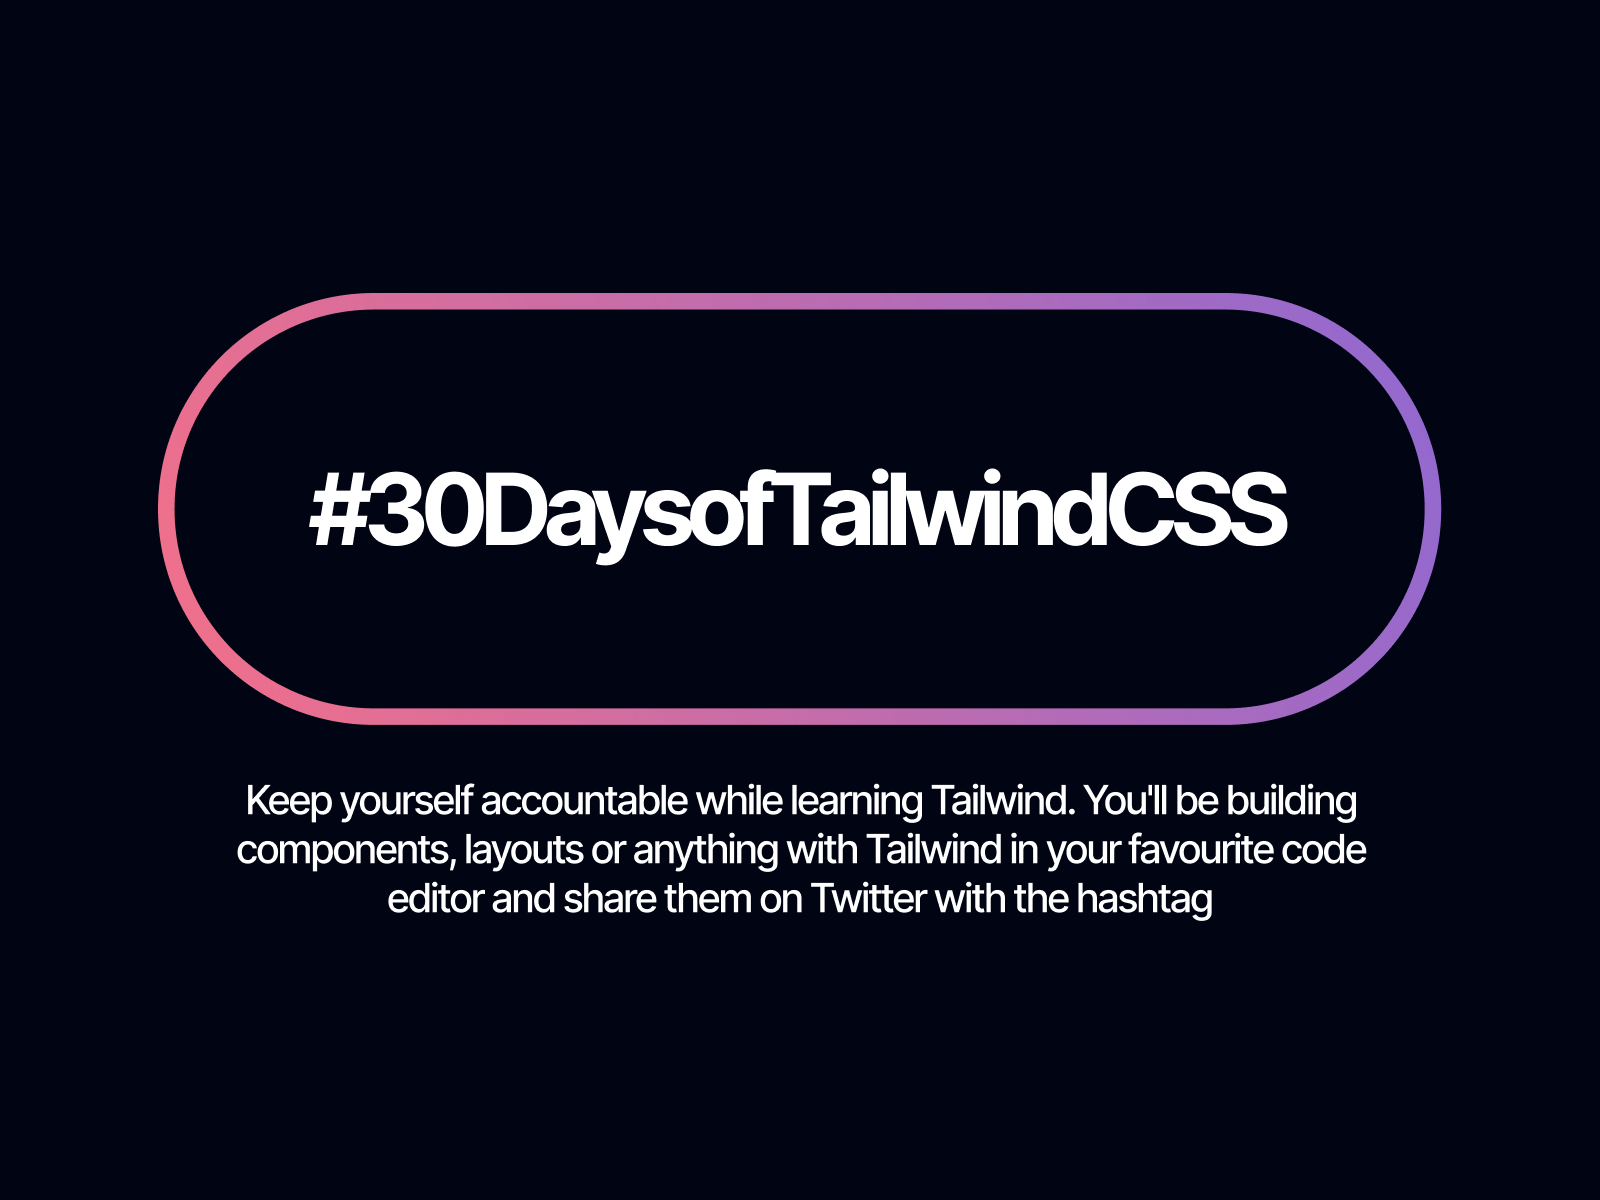 #30DaysofTailwindCSS
Keep yourself accountable while learning Tailwind. You'll be building
components, layouts or anything with Tailwind in your favourite code
editor and share them on Twitter with the hashtag